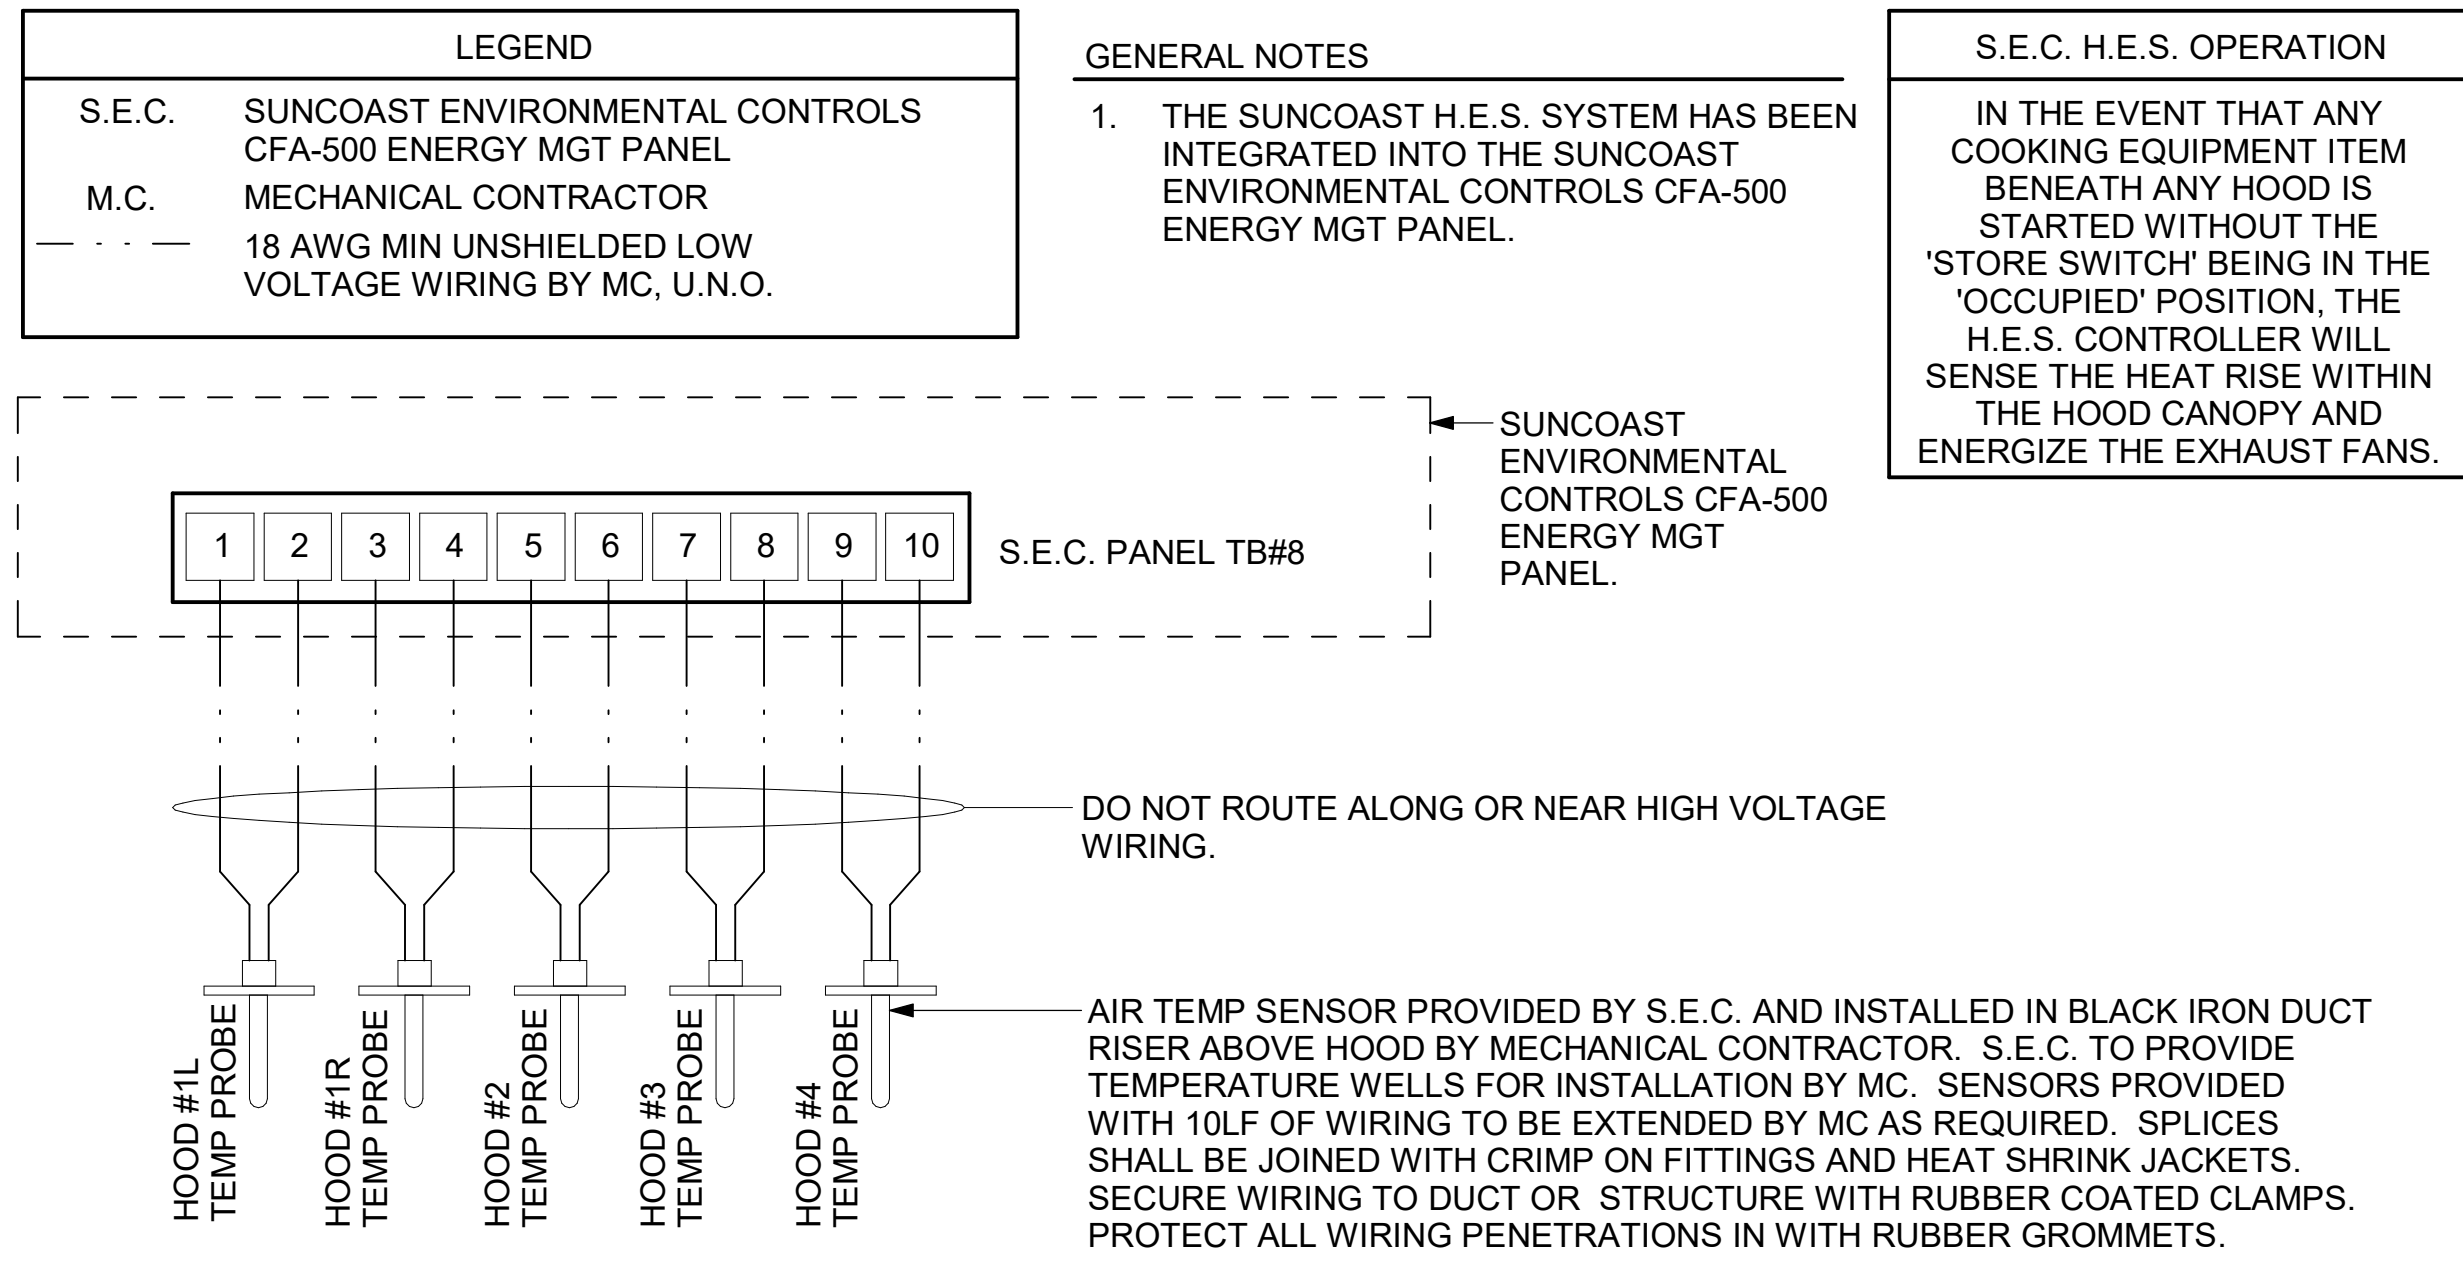 LEGEND
S.E.C. SUNCOAST ENVIRONMENTAL CONTROLS
CFA-500 ENERGY MGT PANEL
M.C. MECHANICAL CONTRACTOR
18 AWG MIN UNSHIELDED LOW
VOLTAGE WIRING BY MC, U.N.O.
GENERAL NOTES
1. THE SUNCOAST H.E.S. SYSTEM HAS BEEN
INTEGRATED INTO THE SUNCOAST
ENVIRONMENTAL CONTROLS CFA-500
ENERGY MGT PANEL.
S.E.C. H.E.S. OPERATION
IN THE EVENT THAT ANY
COOKING EQUIPMENT ITEM
BENEATH ANY HOOD IS
STARTED WITHOUT THE
'STORE SWITCH' BEING IN THE
'OCCUPIED' POSITION, THE
H.E.S. CONTROLLER WILL
SENSE THE HEAT RISE WITHIN
THE HOOD CANOPY AND
ENERGIZE THE EXHAUST FANS.
SUNCOAST
ENVIRONMENTAL
CONTROLS CFA-500
ENERGY MGT
PANEL.
1 2 3 4 5 6 7 8 9 10
S.E.C. PANEL TB#8
DO NOT ROUTE ALONG OR NEAR HIGH VOLTAGE
WIRING.
HOOD #1L
TEMP PROBE
HOOD #1R
TEMP PROBE
HOOD #2
TEMP PROBE
HOOD #3
TEMP PROBE
HOOD #4
TEMP PROBE
AIR TEMP SENSOR PROVIDED BY S.E.C. AND INSTALLED IN BLACK IRON DUCT
RISER ABOVE HOOD BY MECHANICAL CONTRACTOR. S.E.C. TO PROVIDE
TEMPERATURE WELLS FOR INSTALLATION BY MC. SENSORS PROVIDED
WITH 10LF OF WIRING TO BE EXTENDED BY MC AS REQUIRED. SPLICES
SHALL BE JOINED WITH CRIMP ON FITTINGS AND HEAT SHRINK JACKETS.
SECURE WIRING TO DUCT OR STRUCTURE WITH RUBBER COATED CLAMPS.
PROTECT ALL WIRING PENETRATIONS IN WITH RUBBER GROMMETS.